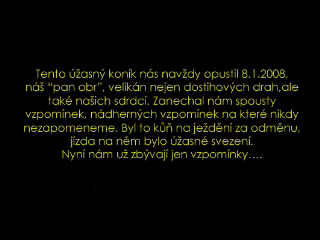 Tento úžasný koník nás navždy opustil 8.1.2008.
náš “pan obr”, velikán nejen dostihových drah,ale
také našich sdrdcí. Zanechal nám spousty
vzpomínek, nádherných vzpomínek na které nikdy
nezapomeneme. Byl to kůň na ježdění za odměnu,
jízda na něm bylo úžasné svezení.
Nyní nám už zbývají jen vzpomínky....